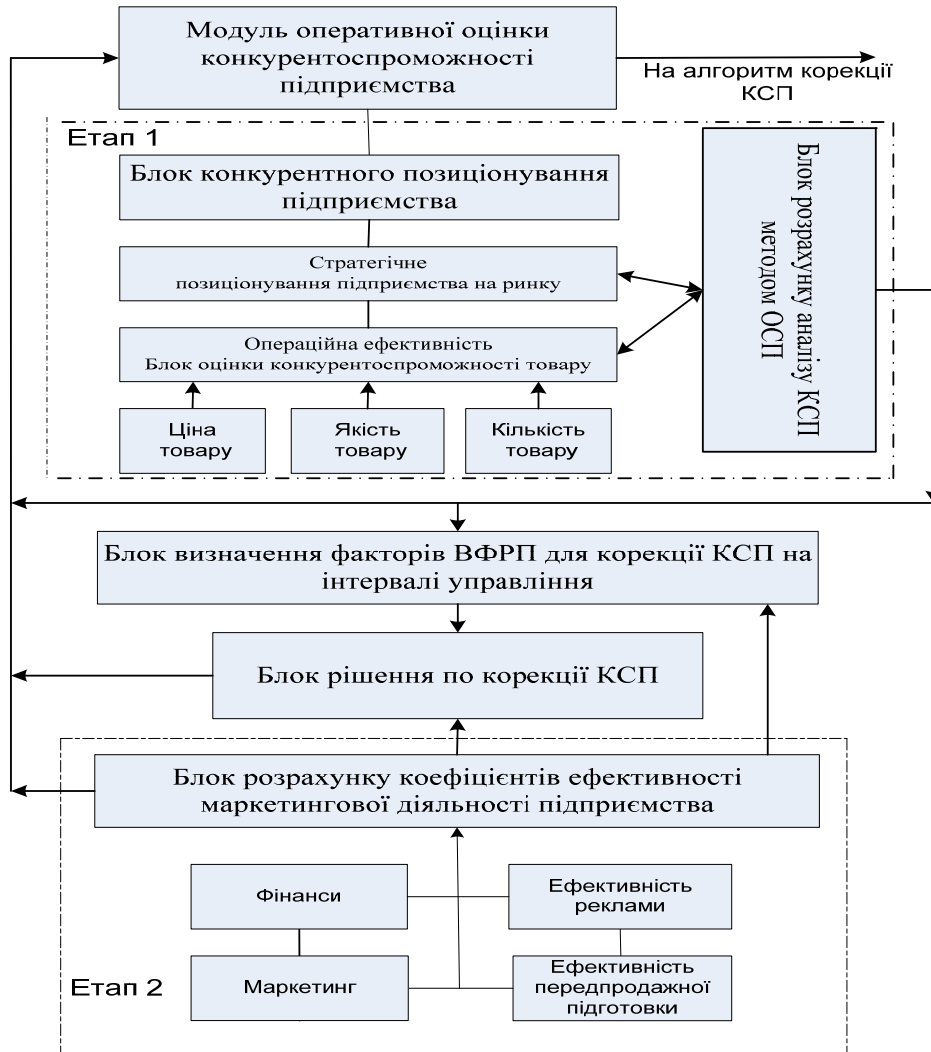 Модуль оперативної оцінки
конкурентоспроможності
підприємства
На алгоритм корекції
КСП
Етап 1
Блок конкурентного позиціонування
підприємства
Стратегічне
позиціонування підприємства на ринку
Операційна ефективність
Блок оцінки конкурентоспроможності товару
Ціна
товару
Якість
товару
Кількість
товару
Блок розрахунку аналізу КСП
методом ОСП
Блок визначення факторів ВФРП для корекції КСП на
інтервалі управління
Блок рішення по корекції КСП
Блок розрахунку коефіцієнтів ефективності
маркетингової діяльності підприємства
Фінанси
Ефективність
реклами
Етап 2
Маркетинг
Ефективність
передпродажної
підготовки